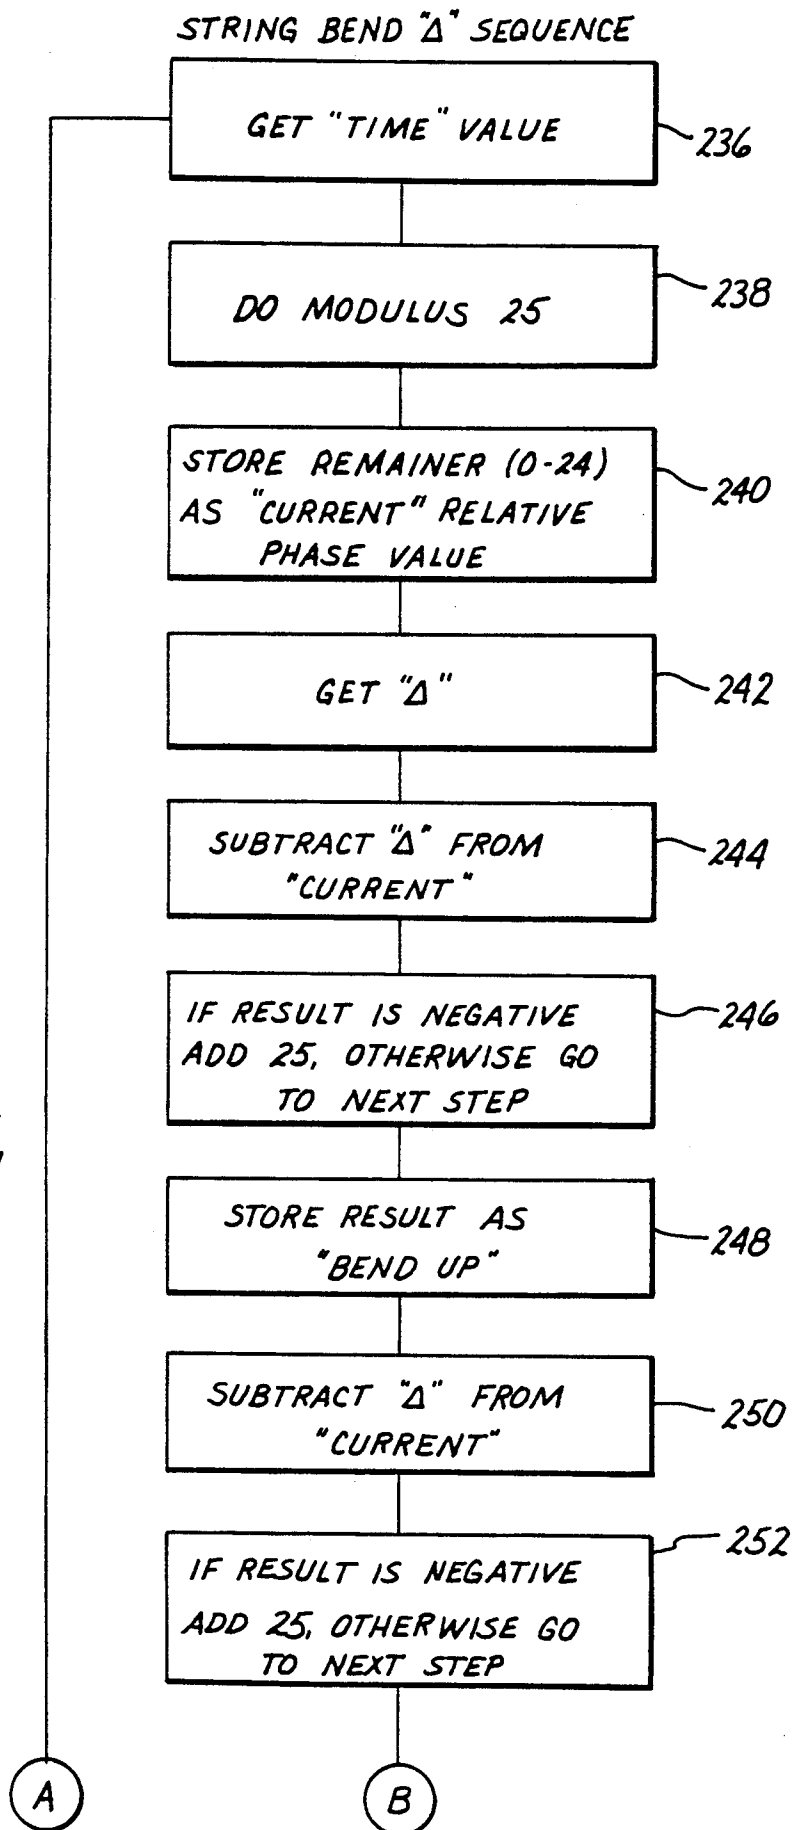 STRING BEND "Δ" SEQUENCE
GET "TIME" VALUE
236
DO MODULUS 25
238
STORE REMAINER (0-24)
AS "CURRENT" RELATIVE
PHASE VALUE
240
GET "Δ"
242
SUBTRACT "Δ" FROM
"CURRENT"
244
IF RESULT IS NEGATIVE
ADD 25, OTHERWISE GO
TO NEXT STEP
246
STORE RESULT AS
"BEND UP"
248
SUBTRACT "Δ" FROM
"CURRENT"
250
IF RESULT IS NEGATIVE
ADD 25, OTHERWISE GO
TO NEXT STEP
252
A
B